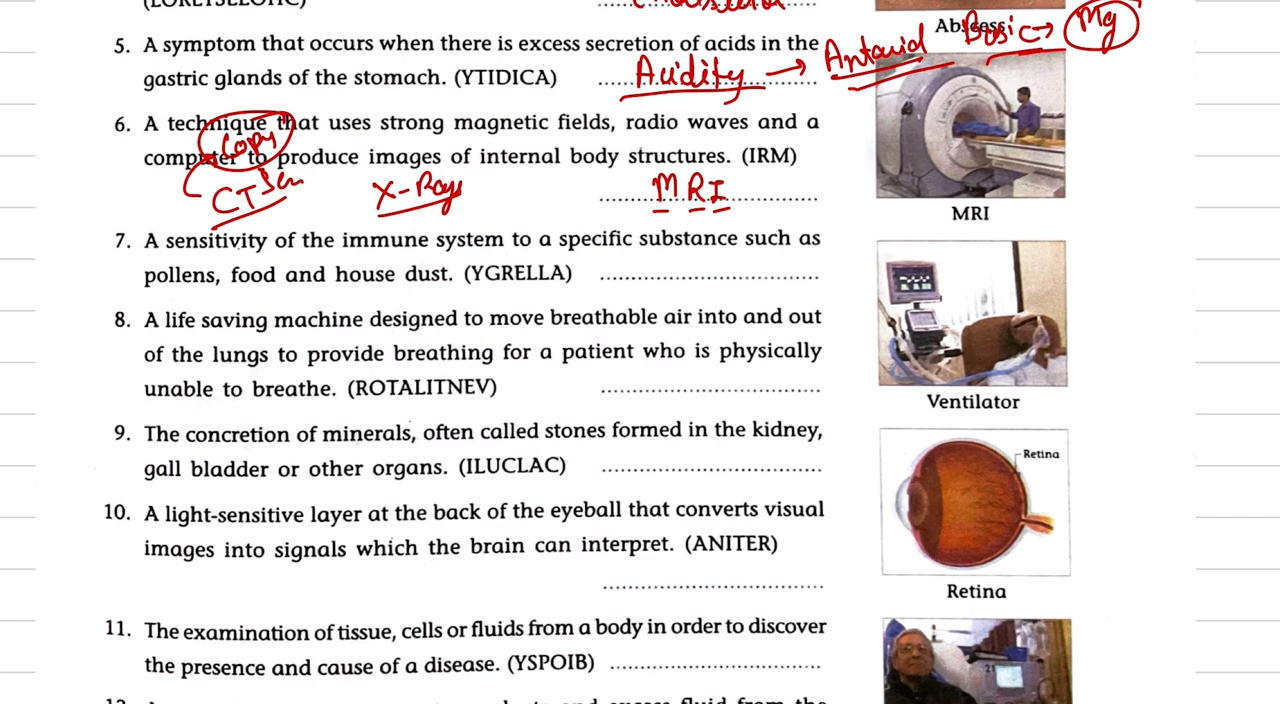 5. A symptom that occurs when there is excess secretion of acids in the
gastric glands of the stomach. (YTIDICA) Acidity → Antacid Basic → Mg
Abscess
6. A technique that uses strong magnetic fields, radio waves and a
computer to produce images of internal body structures. (IRM)
Copy
CT Scn X-Rays M R I
MRI
7. A sensitivity of the immune system to a specific substance such as
pollens, food and house dust. (YGRELLA) ........................................
8. A life saving machine designed to move breathable air into and out
of the lungs to provide breathing for a patient who is physically
unable to breathe. (ROTALITNEV) ........................................
Ventilator
9. The concretion of minerals, often called stones formed in the kidney,
gall bladder or other organs. (ILUCLAC) ........................................
Retina
10. A light-sensitive layer at the back of the eyeball that converts visual
images into signals which the brain can interpret. (ANITER)
........................................
Retina
11. The examination of tissue, cells or fluids from a body in order to discover
the presence and cause of a disease. (YSPOIB) ......................................